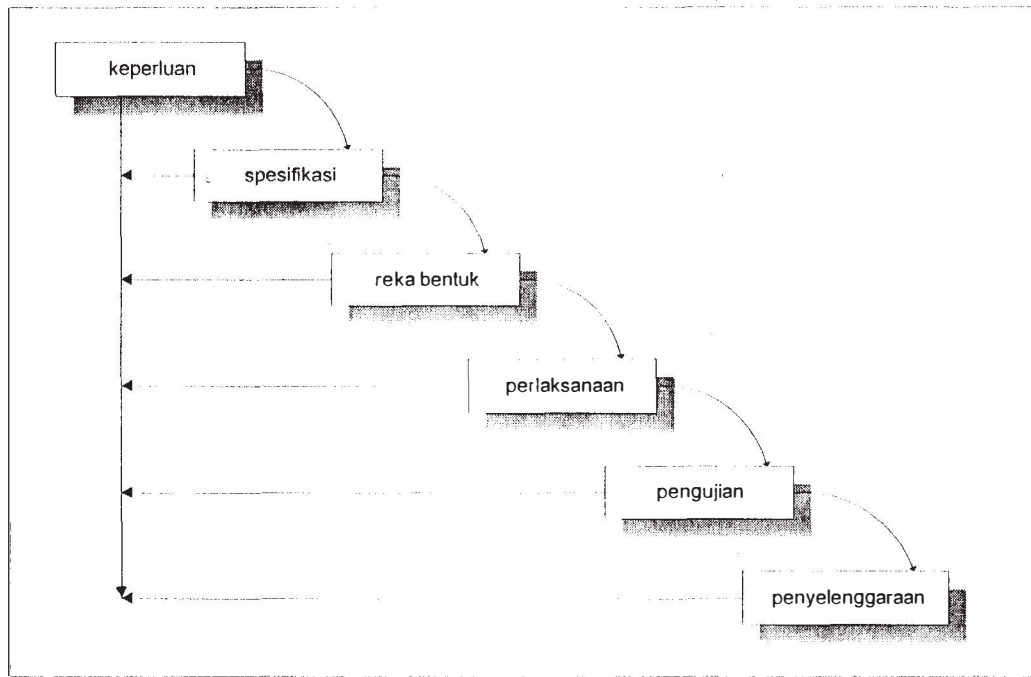 keperluan
spesifikasi
reka bentuk
perlaksanaan
pengujian
penyelenggaraan